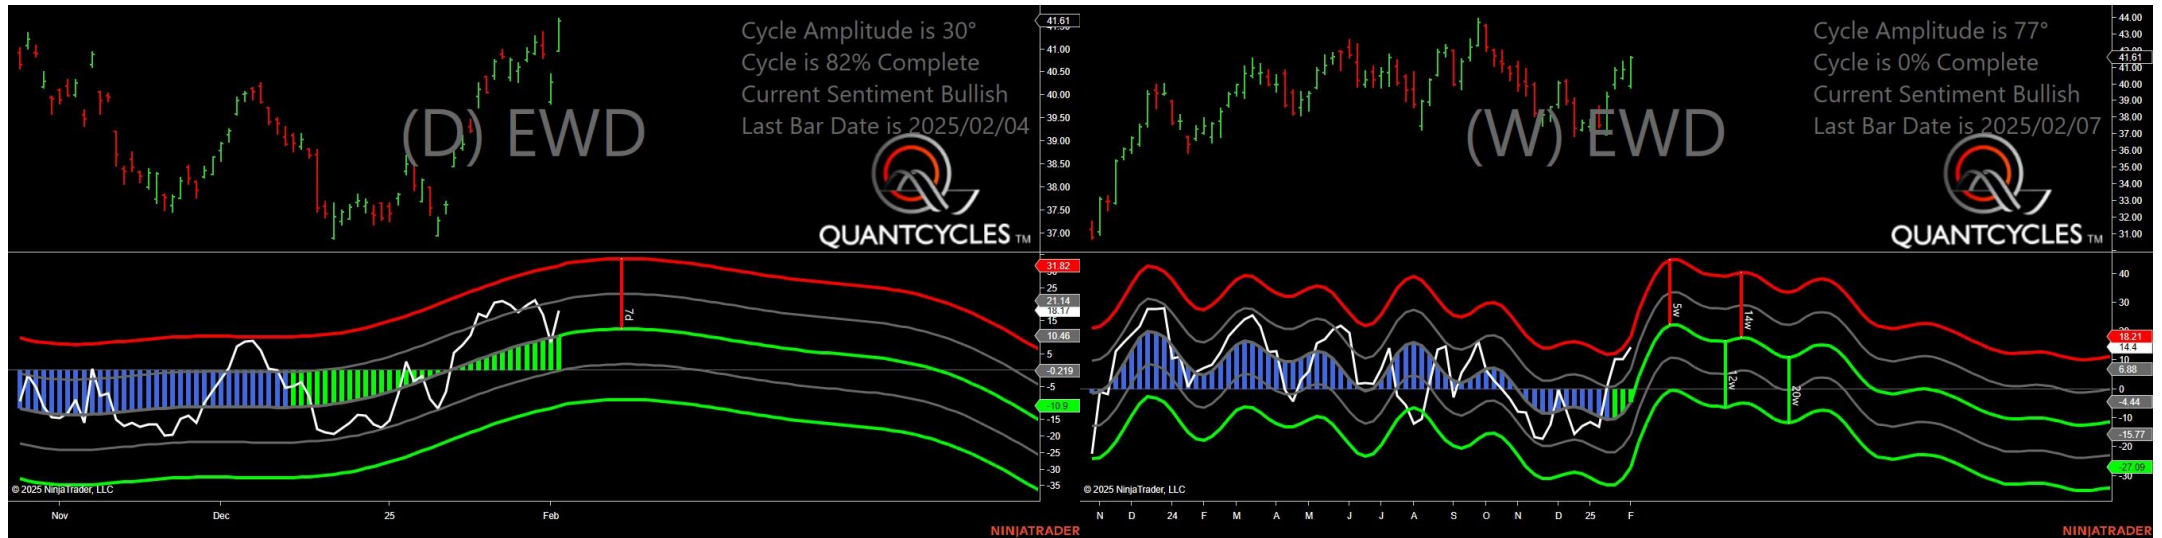 Cycle Amplitude is 30°
Cycle is 82% Complete
Current Sentiment Bullish
Last Bar Date is 2025/02/04
(D) EWD
QUANTCYCLES TM
41.61
41.00
40.50
40.00
39.50
39.00
38.50
38.00
37.50
37.00
31.82
25
21.14
18.17
15
10.46
5
-0.219
-5
-10.9
-15
-20
-25
-30
-35
7d
© 2025 NinjaTrader, LLC
Nov Dec 25 Feb
NINJATRADER
Cycle Amplitude is 77°
Cycle is 0% Complete
Current Sentiment Bullish
Last Bar Date is 2025/02/07
(W) EWD
QUANTCYCLES TM
44.00
43.00
41.61
41.00
40.00
39.00
38.00
37.00
36.00
35.00
34.00
33.00
32.00
31.00
40
30
18.21
14.4
10
6.88
0
-4.44
-10
-15.77
-20
-27.09
-30
5w
14w
12w
20w
© 2025 NinjaTrader, LLC
N D 24 F M A M J J A S O N D 25 F
NINJATRADER